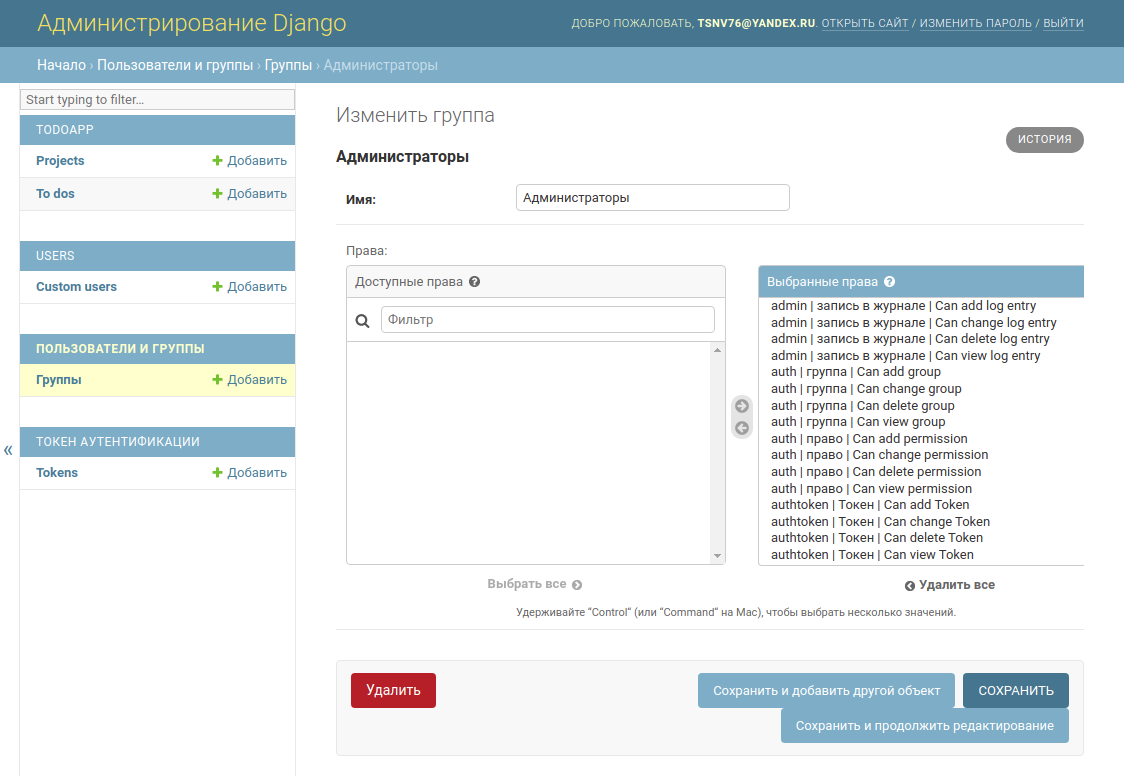 Администрирование Django
ДОБРО ПОЖАЛОВАТЬ, TSNV76@YANDEX.RU. ОТКРЫТЬ САЙТ / ИЗМЕНИТЬ ПАРОЛЬ / ВЫЙТИ
Начало › Пользователи и группы › Группы › Администраторы
Start typing to filter...
TODOAPP
Projects + Добавить
To dos + Добавить
USERS
Custom users + Добавить
ПОЛЬЗОВАТЕЛИ И ГРУППЫ
Группы + Добавить
ТОКЕН АУТЕНТИФИКАЦИИ
Tokens + Добавить
«
Изменить группа
ИСТОРИЯ
Администраторы
Имя: Администраторы
Права:
Доступные права ?
Фильтр
Выбрать все
Выбранные права ?
admin | запись в журнале | Can add log entry
admin | запись в журнале | Can change log entry
admin | запись в журнале | Can delete log entry
admin | запись в журнале | Can view log entry
auth | группа | Can add group
auth | группа | Can change group
auth | группа | Can delete group
auth | группа | Can view group
auth | право | Can add permission
auth | право | Can change permission
auth | право | Can delete permission
auth | право | Can view permission
authtoken | Токен | Can add Token
authtoken | Токен | Can change Token
authtoken | Токен | Can delete Token
authtoken | Токен | Can view Token
Удалить все
Удерживайте “Control“ (или “Command“ на Mac), чтобы выбрать несколько значений.
Удалить
Сохранить и добавить другой объект
СОХРАНИТЬ
Сохранить и продолжить редактирование